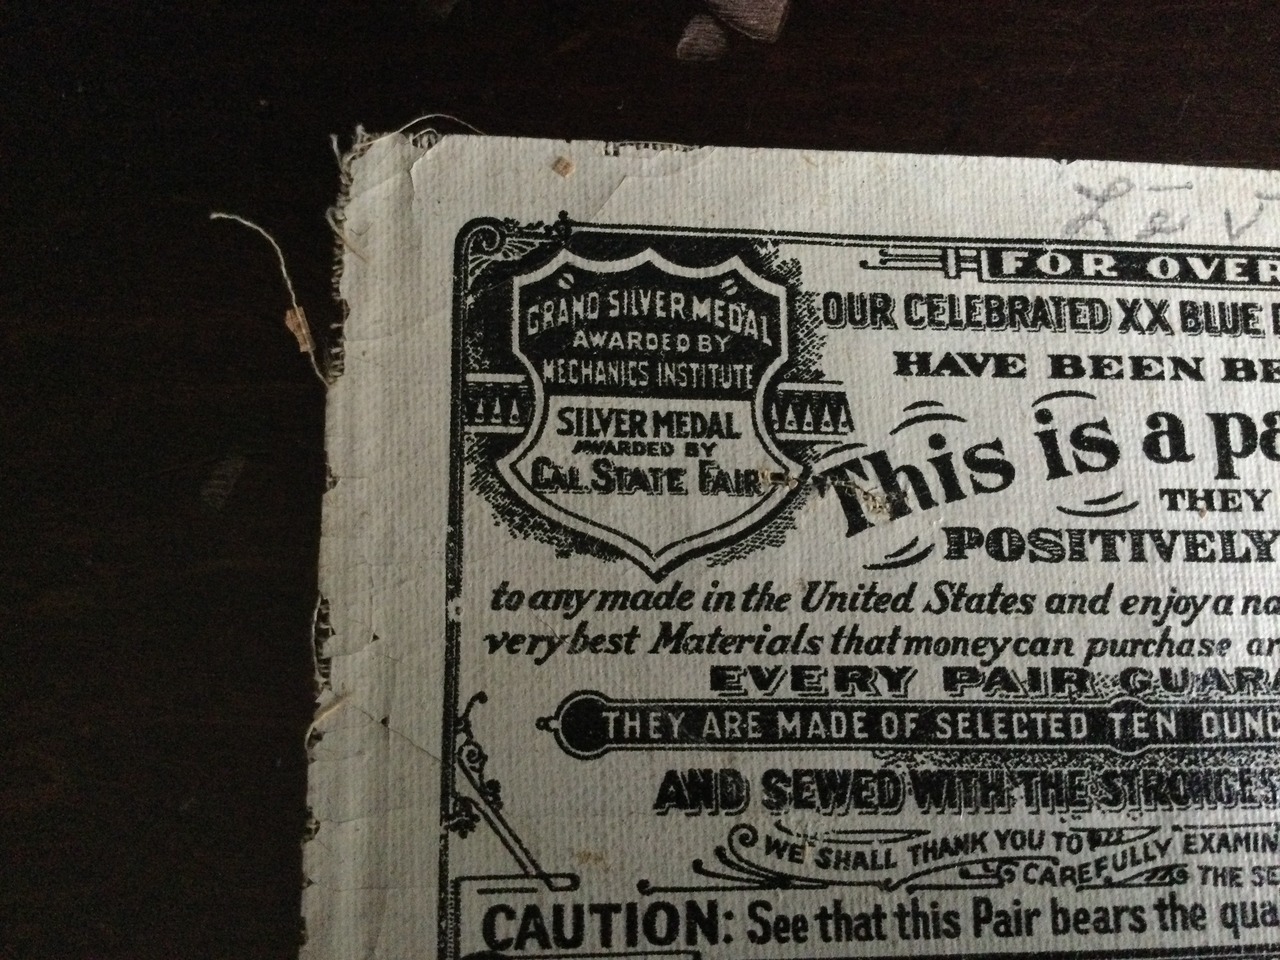 Lēv
FOR OVER
OUR CELEBRATED XX BLUE
HAVE BEEN BE
This is a pa
THEY
POSITIVELY
GRAND SILVER MEDAL
AWARDED BY
MECHANICS INSTITUTE
SILVER MEDAL
AWARDED BY
CAL. STATE FAIR
to any made in the United States and enjoy a na
very best Materials that money can purchase an
EVERY PAIR GUARA
THEY ARE MADE OF SELECTED TEN OUNC
AND SEWED WITH THE STRONGES
WE SHALL THANK YOU TO EXAMIN
CAREFULLY THE SE
CAUTION: See that this Pair bears the qua